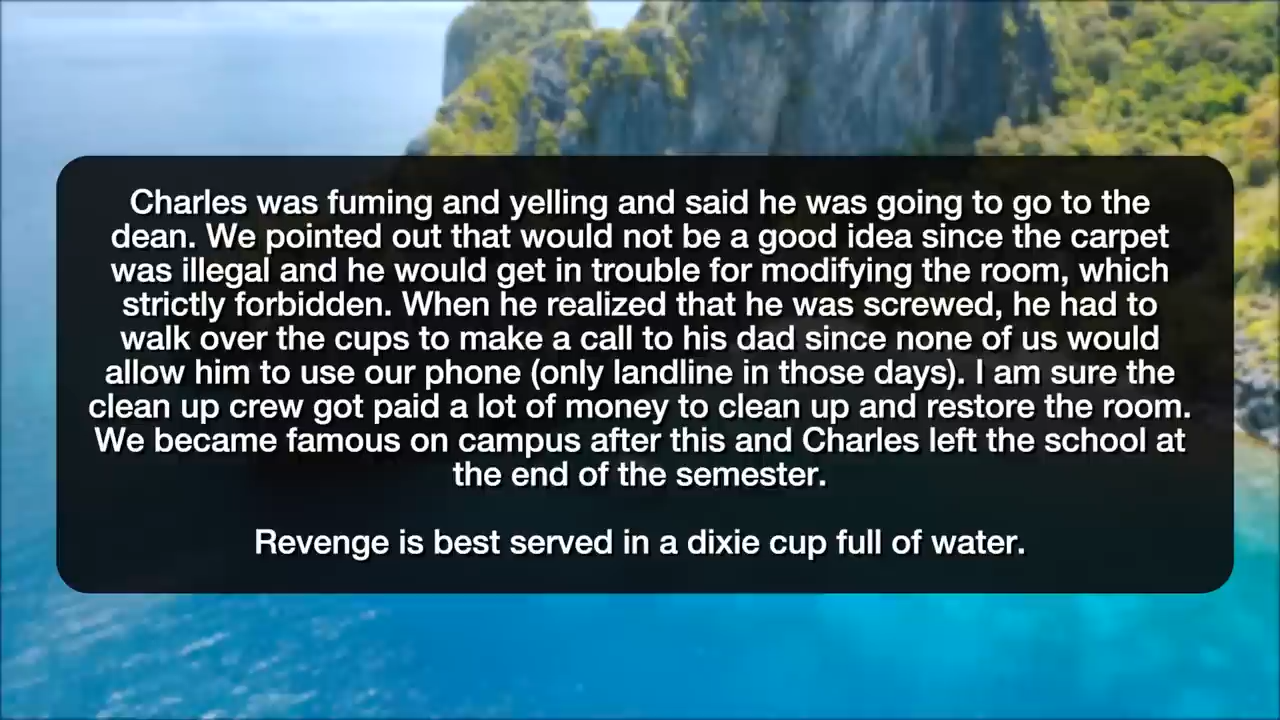 Charles was fuming and yelling and said he was going to go to the
dean. We pointed out that would not be a good idea since the carpet
was illegal and he would get in trouble for modifying the room, which
strictly forbidden. When he realized that he was screwed, he had to
walk over the cups to make a call to his dad since none of us would
allow him to use our phone (only landline in those days). I am sure the
clean up crew got paid a lot of money to clean up and restore the room.
We became famous on campus after this and Charles left the school at
the end of the semester.
Revenge is best served in a dixie cup full of water.